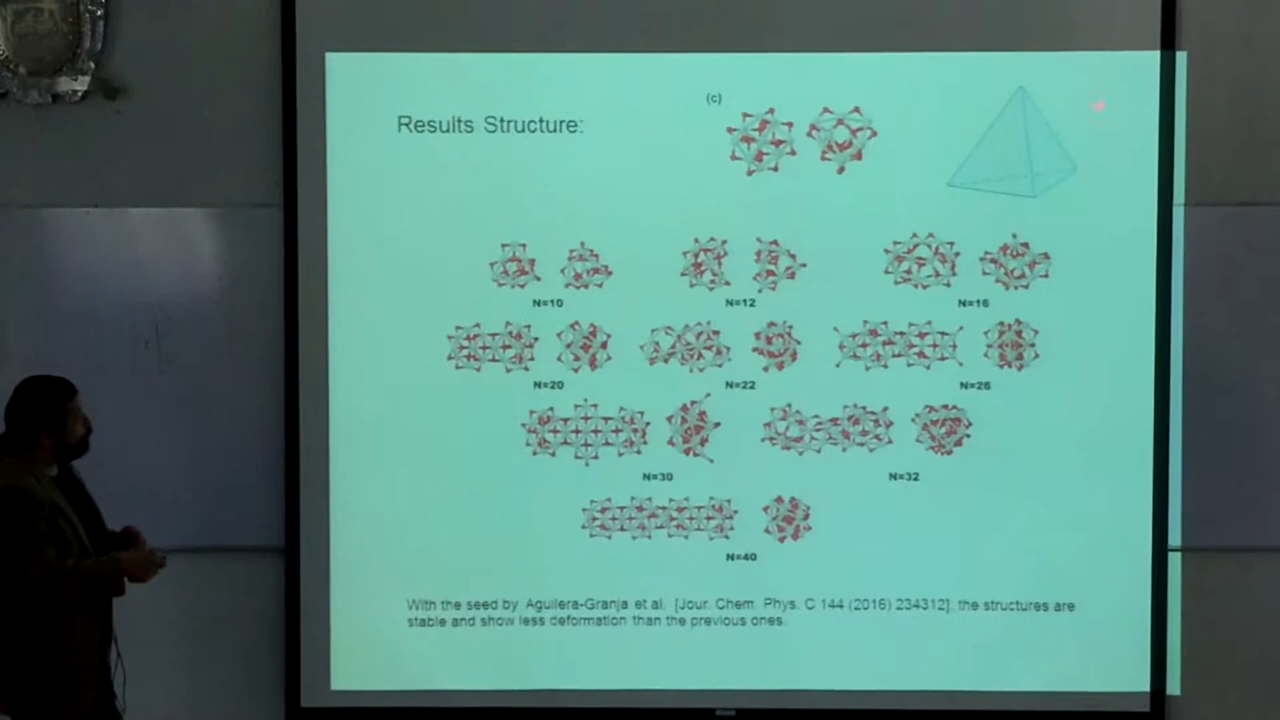 (c)
Results Structure:
N=10
N=12
N=16
N=20
N=22
N=26
N=30
N=32
N=40
With the seed by Aguilera-Granja et al. [Jour. Chem. Phys. C 144 (2016) 234312], the structures are
stable and show less deformation than the previous ones.